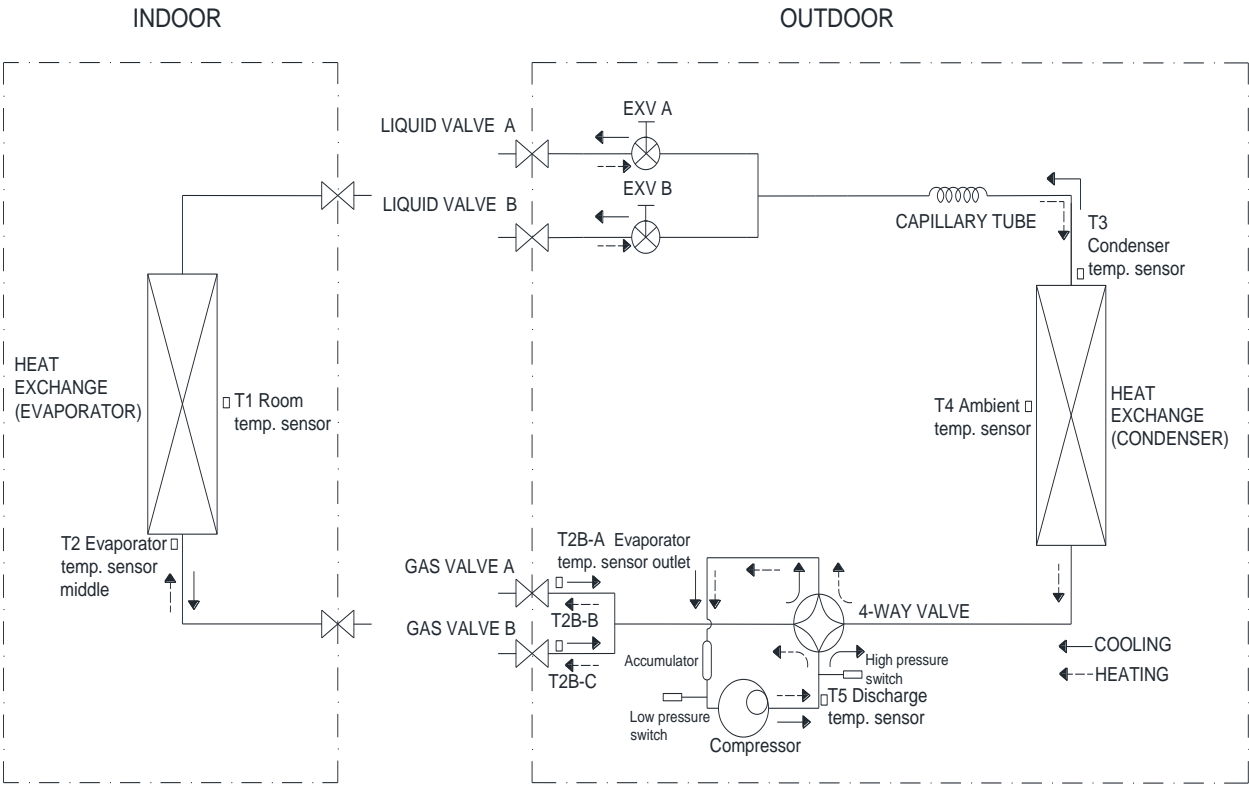 INDOOR
OUTDOOR
LIQUID VALVE A
EXV A
LIQUID VALVE B
EXV B
CAPILLARY TUBE
T3
Condenser
temp. sensor
HEAT
EXCHANGE
(EVAPORATOR)
T1 Room
temp. sensor
T4 Ambient
temp. sensor
HEAT
EXCHANGE
(CONDENSER)
T2 Evaporator
temp. sensor
middle
GAS VALVE A
T2B-A Evaporator
temp. sensor outlet
T2B-B
GAS VALVE B
T2B-C
4-WAY VALVE
Accumulator
High pressure
switch
Low pressure
switch
T5 Discharge
temp. sensor
Compressor
COOLING
HEATING